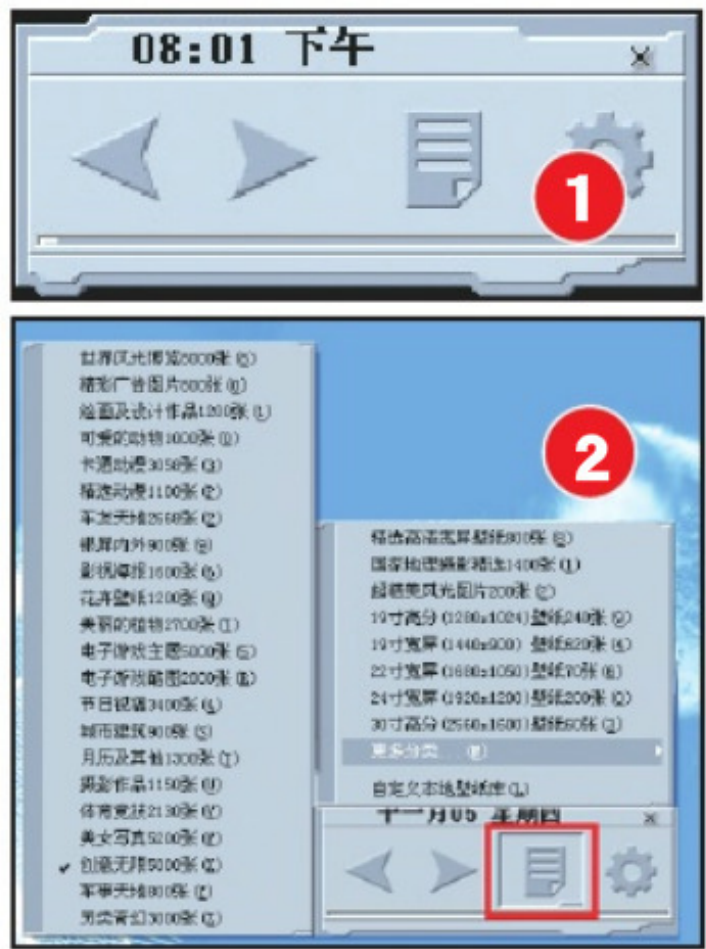 08:01 下午
1
2
世界风光博览5000张
精彩广告图片800张
绘画及设计作品1200张(L)
可爱的动物1000张
卡通动漫3058张
精选动漫1100张
车友天地2568张
银屏内外900张
影视海报1600张
花卉壁纸1200张
美丽的植物2700张
电子游戏主题5000张
电子游戏酷图2000张
节日祝福3400张
城市建筑900张
月历及其他1300张
摄影作品1150张
体育竞技2130张
美女写真5200张
创意无限5000张
军事天地800张
另类奇幻3000张
精选高清宽屏壁纸800张
国家地理摄影精选1400张
超精美风光图片200张
19寸高分(1280x1024)壁纸240张
19寸宽屏(1440x900) 壁纸820张
22寸宽屏(1680x1050)壁纸70张
24寸宽屏(1920x1200)壁纸200张
30寸高分(2560x1600)壁纸60张
更多分类...
自定义本地壁纸库
十一月05 星期四